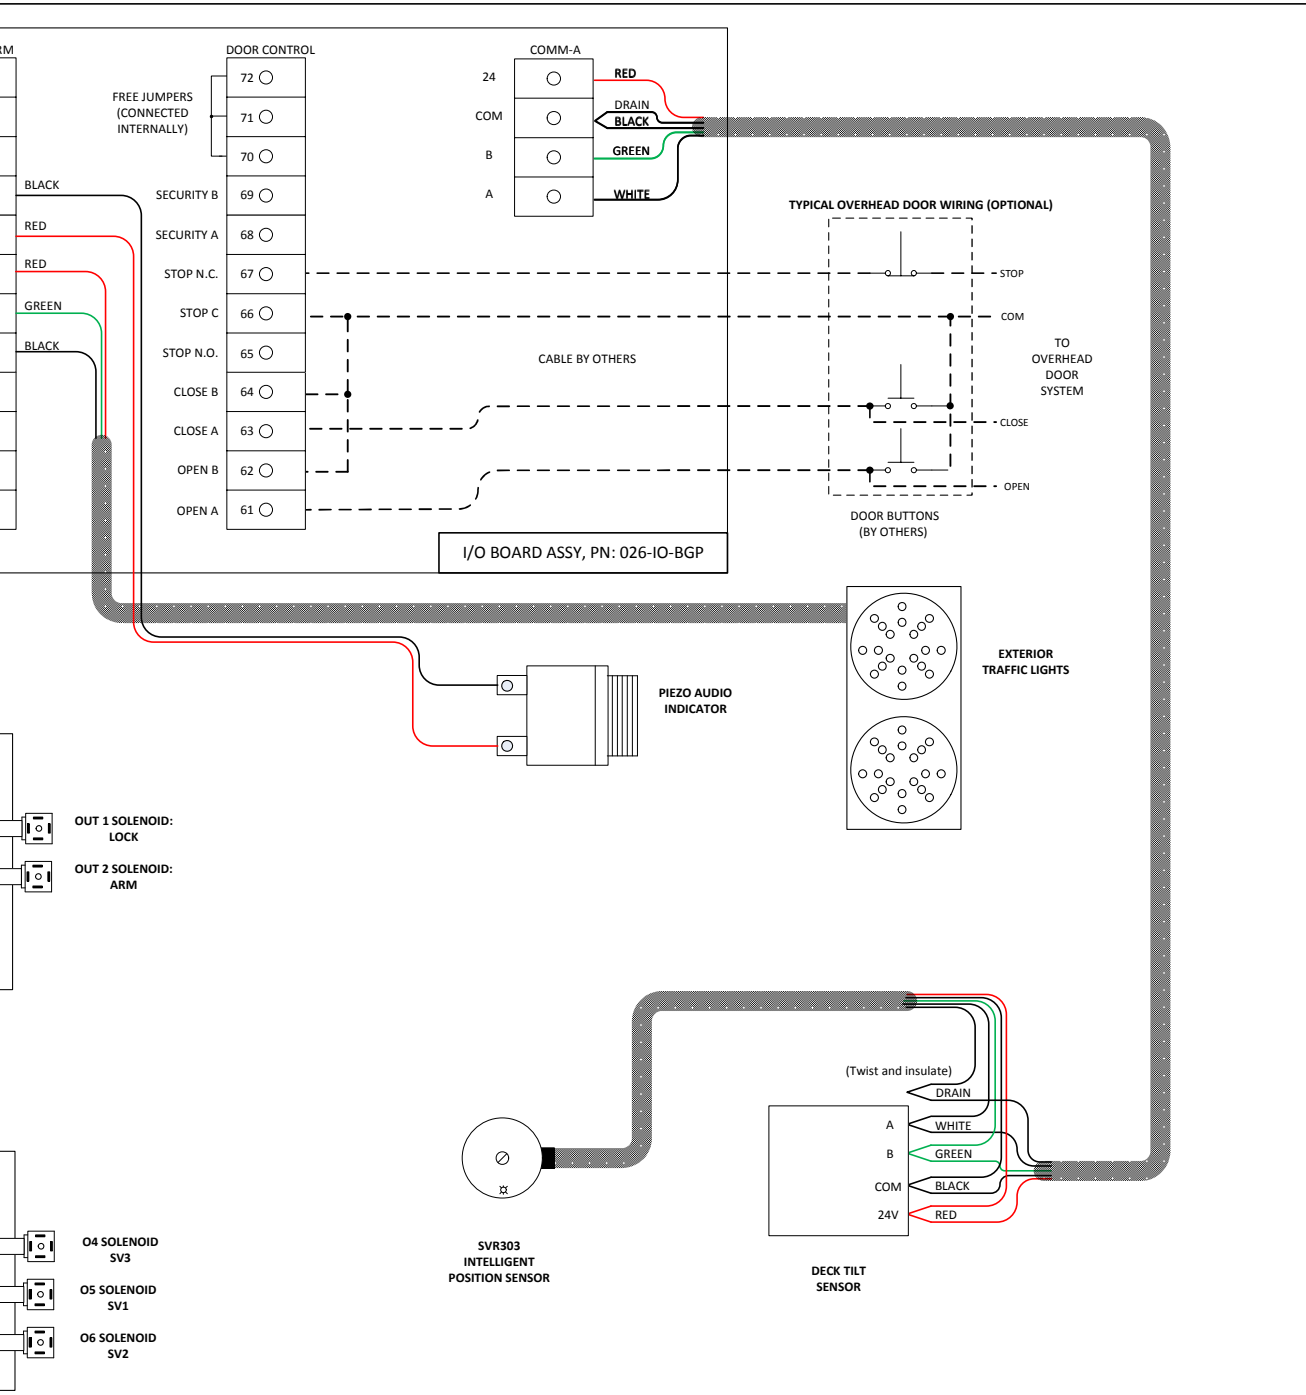 RM
DOOR CONTROL
COMM-A
FREE JUMPERS
(CONNECTED
INTERNALLY)
72
71
70
SECURITY B 69
SECURITY A 68
STOP N.C. 67
STOP C 66
STOP N.O. 65
CLOSE B 64
CLOSE A 63
OPEN B 62
OPEN A 61
24
COM
B
A
RED
DRAIN
BLACK
GREEN
WHITE
BLACK
RED
RED
GREEN
BLACK
TYPICAL OVERHEAD DOOR WIRING (OPTIONAL)
STOP
COM
TO
OVERHEAD
DOOR
SYSTEM
CLOSE
OPEN
CABLE BY OTHERS
DOOR BUTTONS
(BY OTHERS)
I/O BOARD ASSY, PN: 026-IO-BGP
EXTERIOR
TRAFFIC LIGHTS
PIEZO AUDIO
INDICATOR
OUT 1 SOLENOID:
LOCK
OUT 2 SOLENOID:
ARM
(Twist and insulate)
DRAIN
A WHITE
B GREEN
COM BLACK
24V RED
DECK TILT
SENSOR
SVR303
INTELLIGENT
POSITION SENSOR
O4 SOLENOID
SV3
O5 SOLENOID
SV1
O6 SOLENOID
SV2